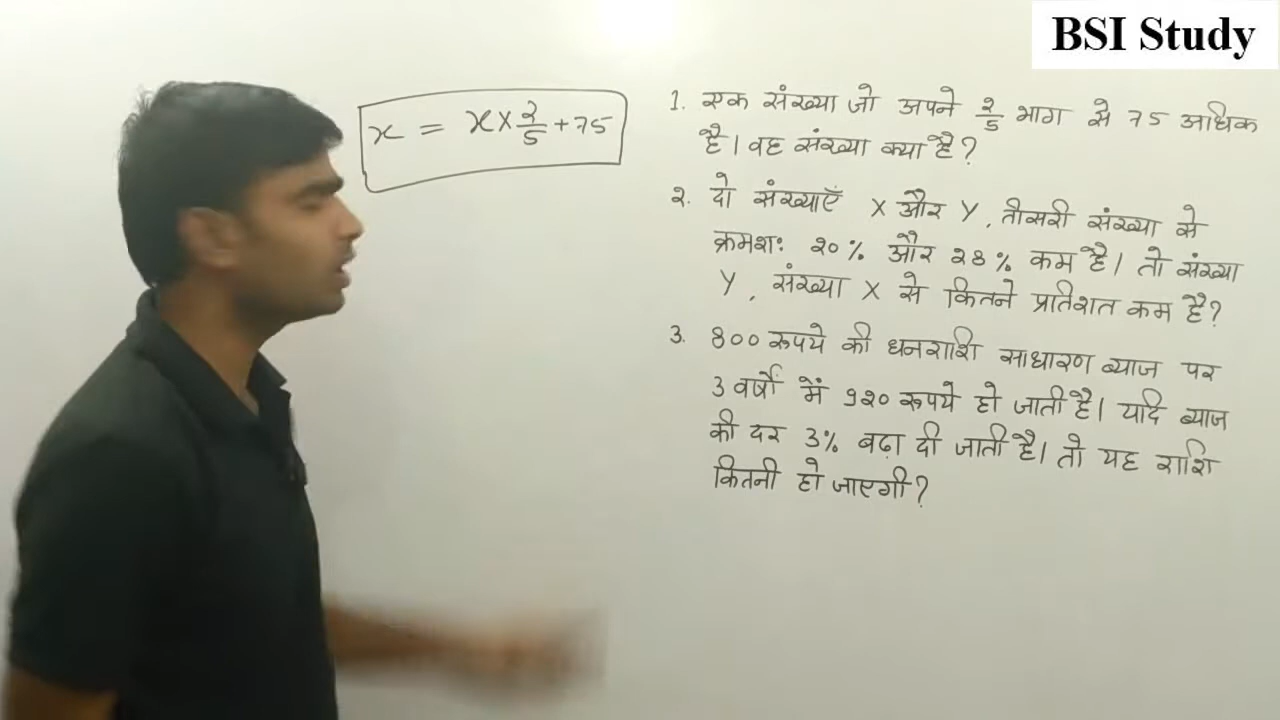 BSI Study
x = x × 2/5 + 75
1. एक संख्या जो अपने 2/5 भाग से 75 अधिक
है। वह संख्या क्या है?
2. दो संख्याएँ X और Y, तीसरी संख्या से
क्रमशः 20% और 28% कम है। तो संख्या
Y, संख्या X से कितने प्रतिशत कम है?
3. 800 रुपये की धनराशि साधारण ब्याज पर
3 वर्षों में 920 रुपये हो जाती है। यदि ब्याज
की दर 3% बढ़ा दी जाती है। तो यह राशि
कितनी हो जाएगी?